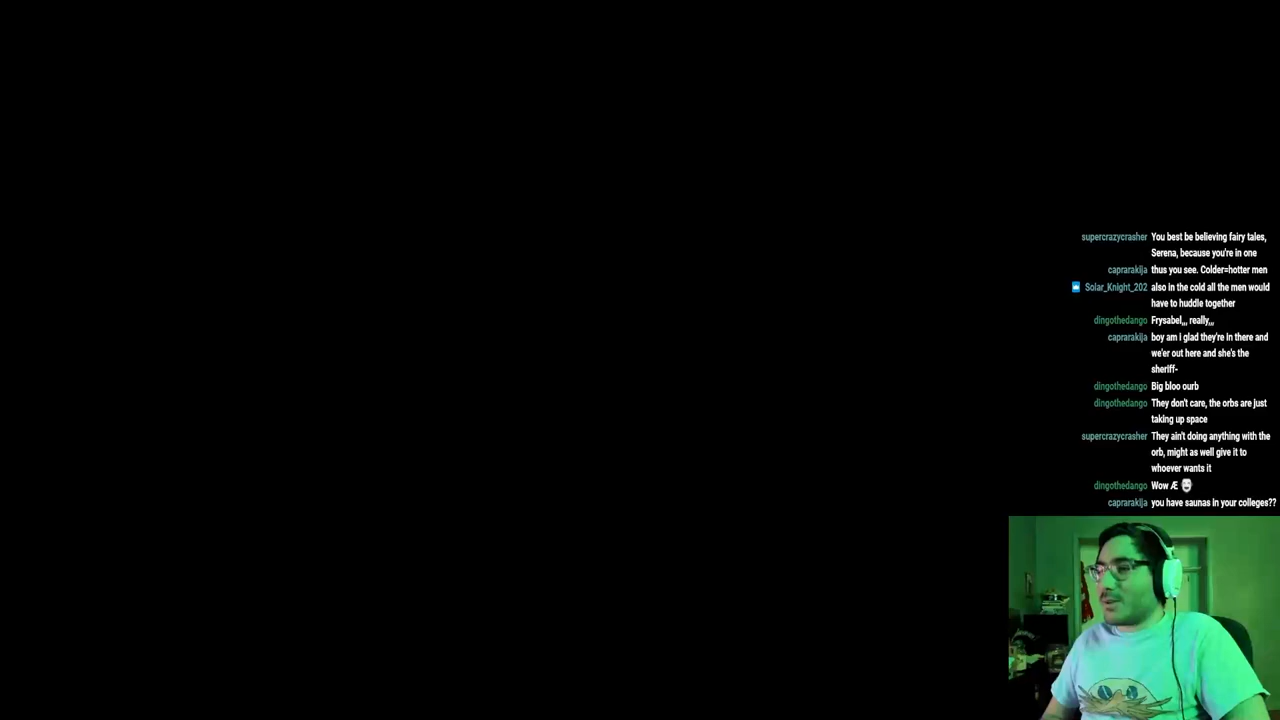 supercrazycrasher You best be believing fairy tales,
Serena, because you're in one
caprarakija thus you see. Colder=hotter men
Solar_Knight_202 also in the cold all the men would
have to huddle together
dingothedango Frysabel,,, really,,,
caprarakija boy am I glad they're in there and
we'er out here and she's the
sheriff-
dingothedango Big bloo ourb
dingothedango They don't care, the orbs are just
taking up space
supercrazycrasher They ain't doing anything with the
orb, might as well give it to
whoever wants it
dingothedango Wow Æ
caprarakija you have saunas in your colleges??